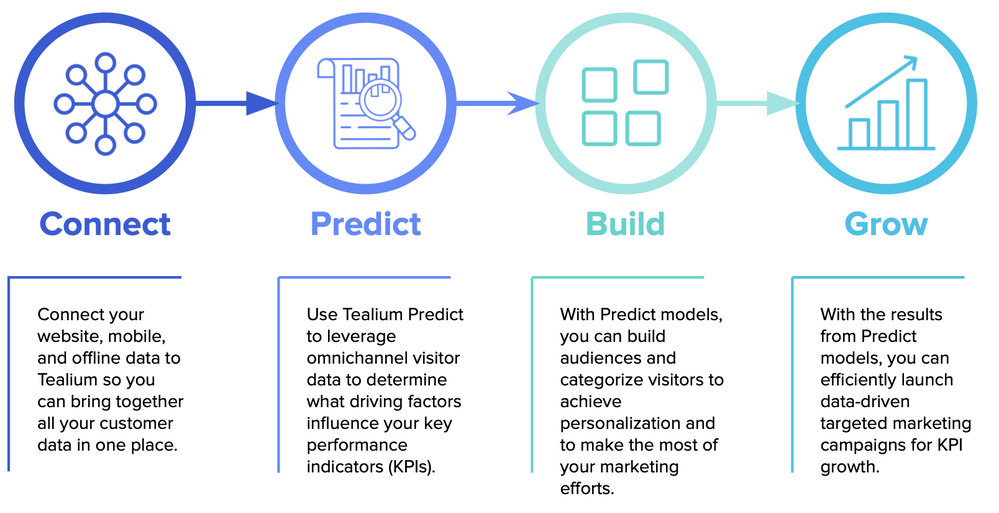 Connect
Predict
Build
Grow
Connect your
website, mobile,
and offline data to
Tealium so you
can bring together
all your customer
data in one place.
Use Tealium Predict
to leverage
omnichannel visitor
data to determine
what driving factors
influence your key
performance
indicators (KPIs).
With Predict models,
you can build
audiences and
categorize visitors to
achieve
personalization and
to make the most of
your marketing
efforts.
With the results
from Predict
models, you can
efficiently launch
data-driven
targeted marketing
campaigns for KPI
growth.